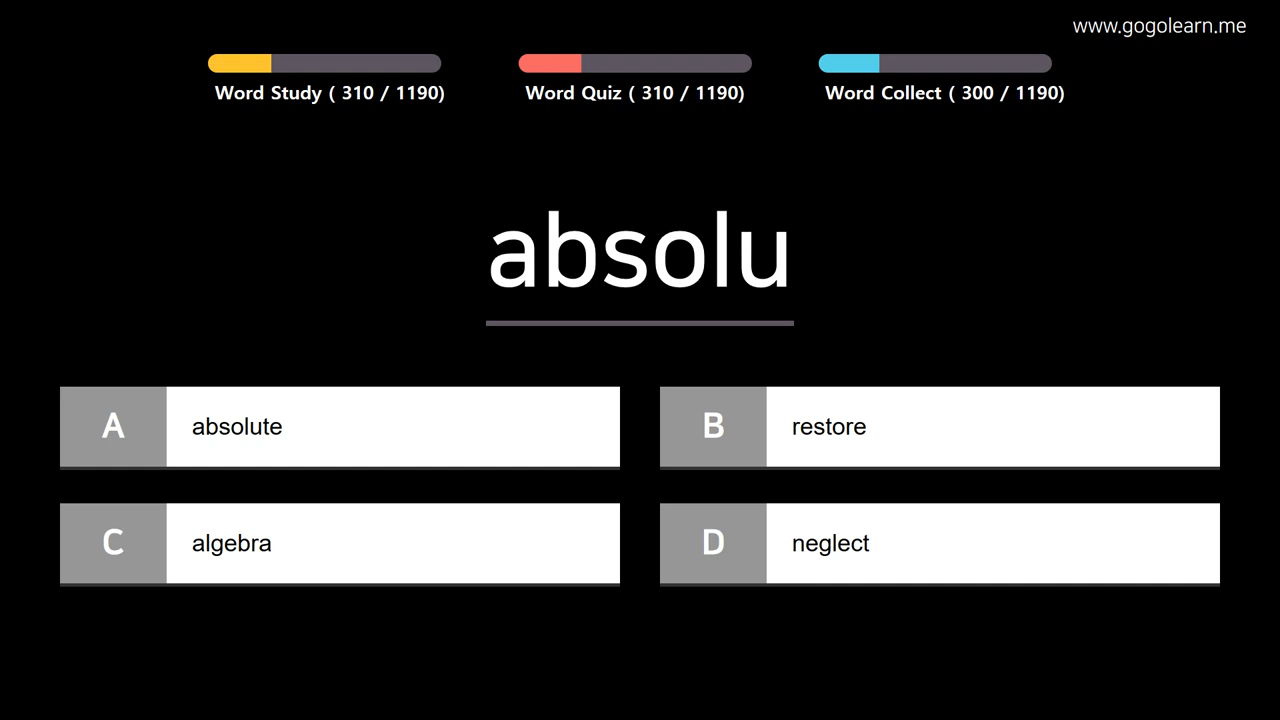 www.gogolearn.me
Word Study ( 310 / 1190)
Word Quiz ( 310 / 1190)
Word Collect ( 300 / 1190)
absolu
A absolute
B restore
C algebra
D neglect